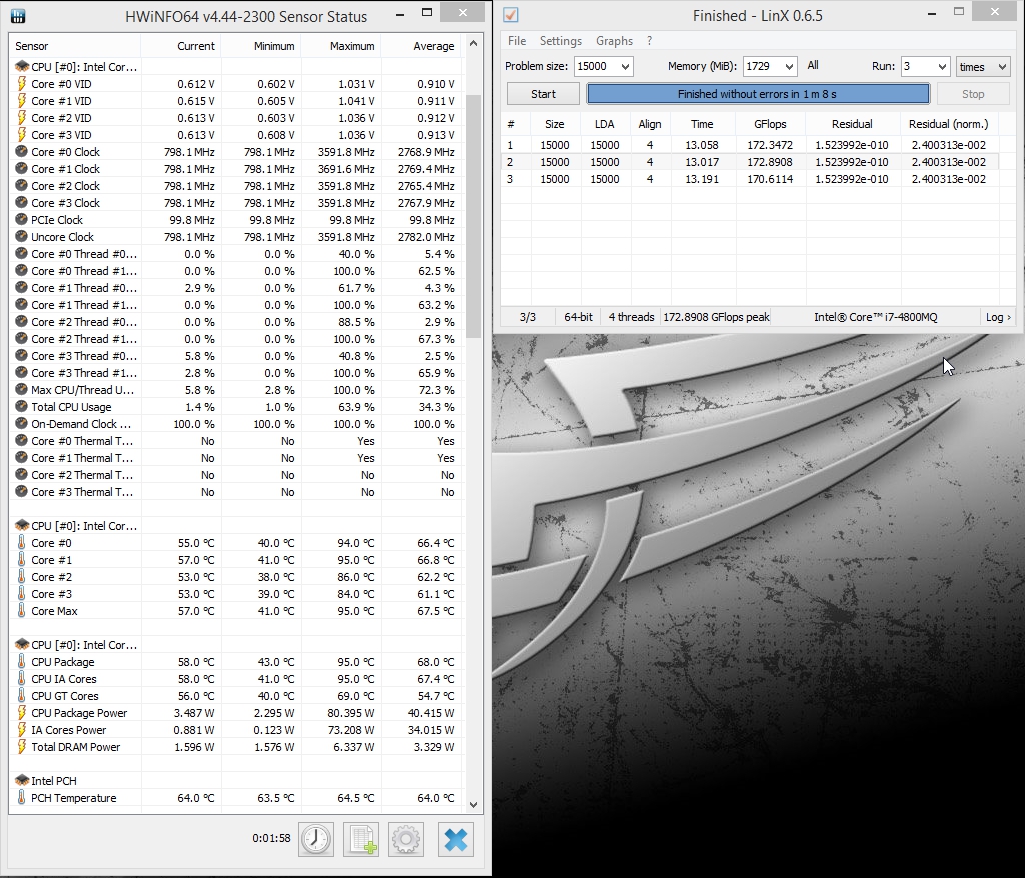 HWiNFO64 v4.44-2300 Sensor Status
Sensor Current Minimum Maximum Average
CPU [#0]: Intel Cor...
Core #0 VID 0.612 V 0.602 V 1.031 V 0.910 V
Core #1 VID 0.615 V 0.605 V 1.041 V 0.911 V
Core #2 VID 0.613 V 0.603 V 1.036 V 0.912 V
Core #3 VID 0.613 V 0.608 V 1.036 V 0.913 V
Core #0 Clock 798.1 MHz 798.1 MHz 3591.8 MHz 2768.9 MHz
Core #1 Clock 798.1 MHz 798.1 MHz 3691.6 MHz 2769.4 MHz
Core #2 Clock 798.1 MHz 798.1 MHz 3591.8 MHz 2765.4 MHz
Core #3 Clock 798.1 MHz 798.1 MHz 3591.8 MHz 2767.9 MHz
PCIe Clock 99.8 MHz 99.8 MHz 99.8 MHz 99.8 MHz
Uncore Clock 798.1 MHz 798.1 MHz 3591.8 MHz 2782.0 MHz
Core #0 Thread #0... 0.0 % 0.0 % 40.0 % 5.4 %
Core #0 Thread #1... 0.0 % 0.0 % 100.0 % 62.5 %
Core #1 Thread #0... 2.9 % 0.0 % 61.7 % 4.3 %
Core #1 Thread #1... 0.0 % 0.0 % 100.0 % 63.2 %
Core #2 Thread #0... 0.0 % 0.0 % 88.5 % 2.9 %
Core #2 Thread #1... 0.0 % 0.0 % 100.0 % 67.3 %
Core #3 Thread #0... 5.8 % 0.0 % 40.8 % 2.5 %
Core #3 Thread #1... 2.8 % 0.0 % 100.0 % 65.9 %
Max CPU/Thread U... 5.8 % 2.8 % 100.0 % 72.3 %
Total CPU Usage 1.4 % 1.0 % 63.9 % 34.3 %
On-Demand Clock ... 100.0 % 100.0 % 100.0 % 100.0 %
Core #0 Thermal T... No No Yes Yes
Core #1 Thermal T... No No Yes Yes
Core #2 Thermal T... No No No No
Core #3 Thermal T... No No No No
CPU [#0]: Intel Cor...
Core #0 55.0 °C 40.0 °C 94.0 °C 66.4 °C
Core #1 57.0 °C 41.0 °C 95.0 °C 66.8 °C
Core #2 53.0 °C 38.0 °C 86.0 °C 62.2 °C
Core #3 53.0 °C 39.0 °C 84.0 °C 61.1 °C
Core Max 57.0 °C 41.0 °C 95.0 °C 67.5 °C
CPU [#0]: Intel Cor...
CPU Package 58.0 °C 43.0 °C 95.0 °C 68.0 °C
CPU IA Cores 58.0 °C 41.0 °C 95.0 °C 67.4 °C
CPU GT Cores 56.0 °C 40.0 °C 69.0 °C 54.7 °C
CPU Package Power 3.487 W 2.295 W 80.395 W 40.415 W
IA Cores Power 0.881 W 0.123 W 73.208 W 34.015 W
Total DRAM Power 1.596 W 1.576 W 6.337 W 3.329 W
Intel PCH
PCH Temperature 64.0 °C 63.5 °C 64.5 °C 64.0 °C
0:01:58
Finished - LinX 0.6.5
File Settings Graphs ?
Problem size: 15000 Memory (MiB): 1729 All Run: 3 times
Start Finished without errors in 1 m 8 s Stop
# Size LDA Align Time GFlops Residual Residual (norm.)
1 15000 15000 4 13.058 172.3472 1.523992e-010 2.400313e-002
2 15000 15000 4 13.017 172.8908 1.523992e-010 2.400313e-002
3 15000 15000 4 13.191 170.6114 1.523992e-010 2.400313e-002
3/3 64-bit 4 threads 172.8908 GFlops peak Intel® Core™ i7-4800MQ Log ›